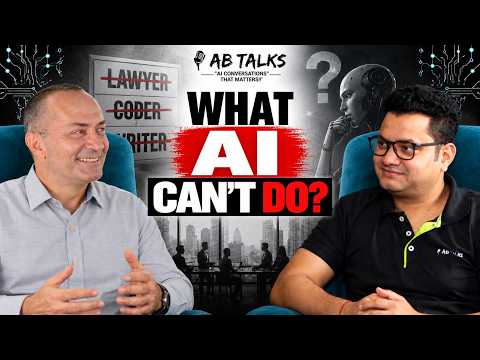 AB TALKS
"AI CONVERSATIONS"
THAT MATTERS!!
LAWYER
CODER
WRITER
?
WHAT
AI
CAN'T DO?
AB TALKS